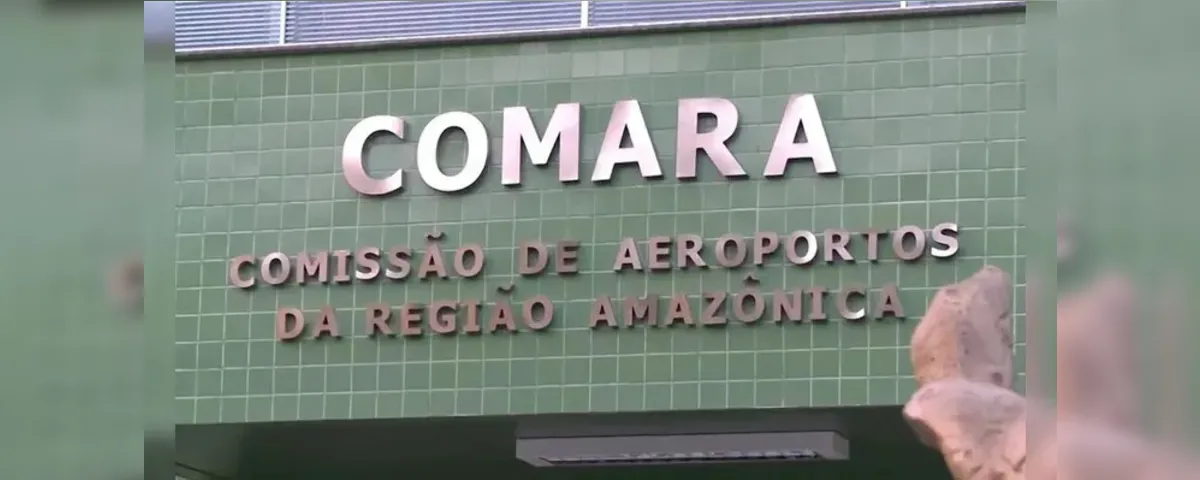 COMARA
COMISSÃO DE AEROPORTOS
DA REGIÃO AMAZÔNICA